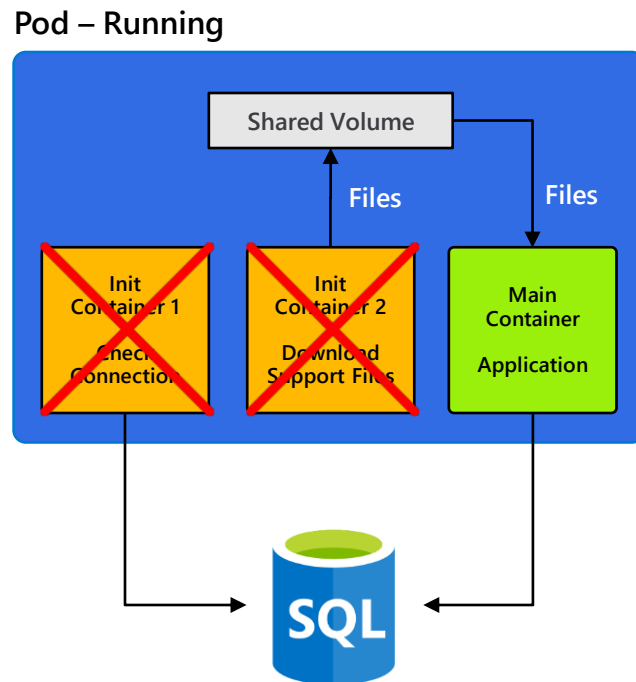 Pod – Running
Shared Volume
Files
Files
Init
Container 1
Check
Connection
Init
Container 2
Download
Support Files
Main
Container
Application
SQL